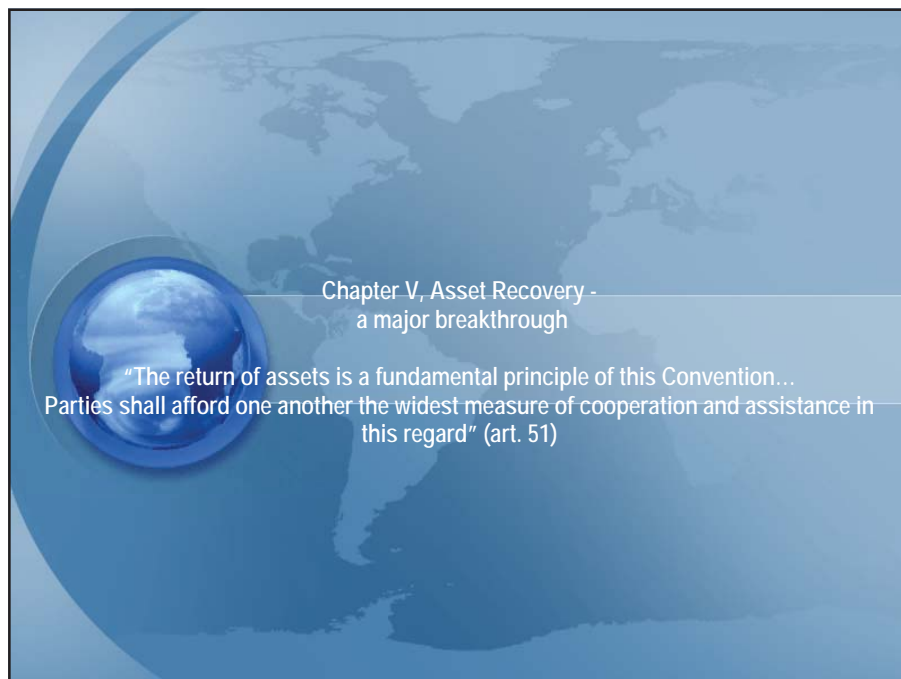 Chapter V, Asset Recovery -
a major breakthrough
“The return of assets is a fundamental principle of this Convention…
Parties shall afford one another the widest measure of cooperation and assistance in
this regard” (art. 51)